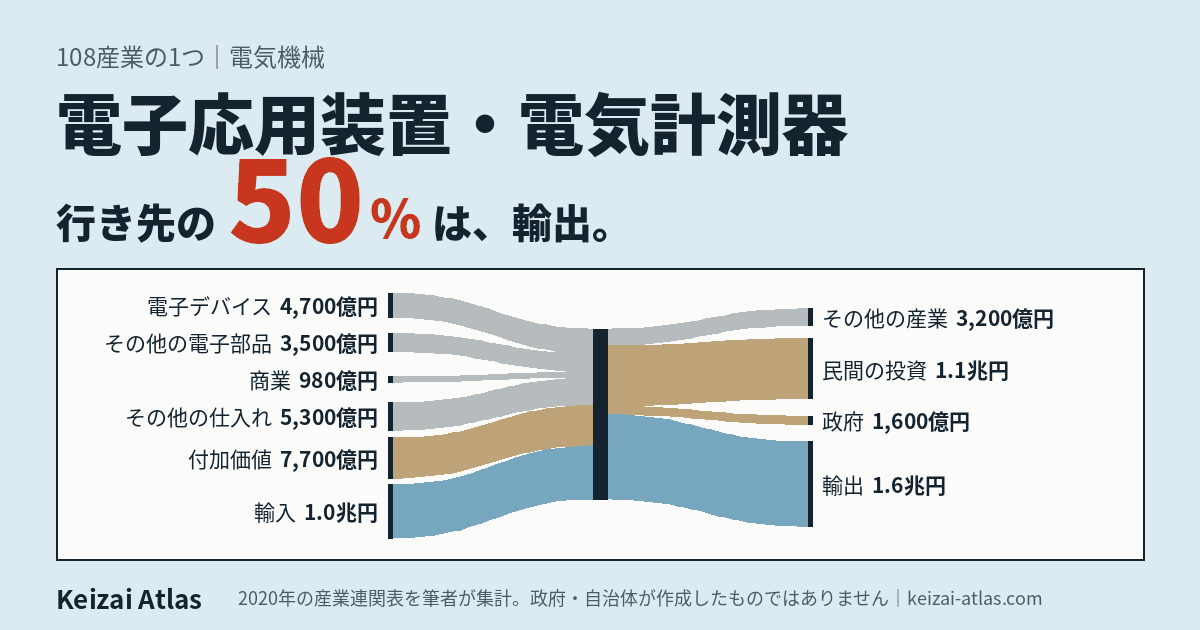 108産業の1つ｜電気機械
電子応用装置・電気計測器
行き先の 50% は、輸出。
電子デバイス 4,700億円
その他の電子部品 3,500億円
商業 980億円
その他の仕入れ 5,300億円
付加価値 7,700億円
輸入 1.0兆円
その他の産業 3,200億円
民間の投資 1.1兆円
政府 1,600億円
輸出 1.6兆円
Keizai Atlas
2020年の産業連関表を筆者が集計。政府・自治体が作成したものではありません｜keizai-atlas.com